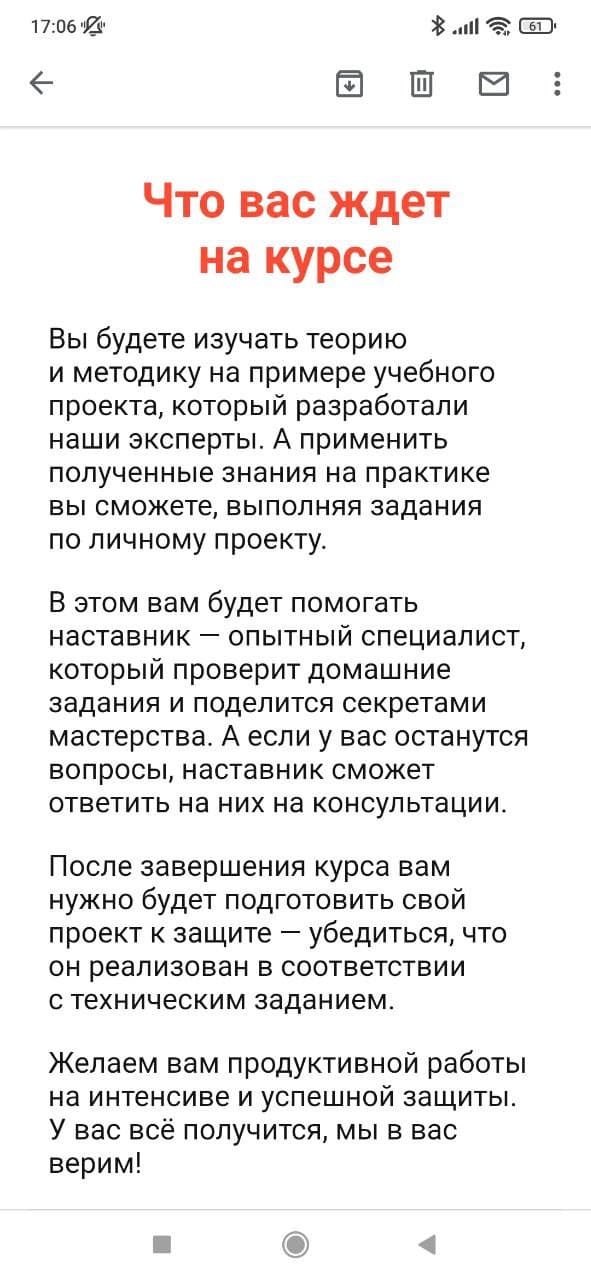 17:06
61
Что вас ждет
на курсе
Вы будете изучать теорию
и методику на примере учебного
проекта, который разработали
наши эксперты. А применить
полученные знания на практике
вы сможете, выполняя задания
по личному проекту.
В этом вам будет помогать
наставник — опытный специалист,
который проверит домашние
задания и поделится секретами
мастерства. А если у вас останутся
вопросы, наставник сможет
ответить на них на консультации.
После завершения курса вам
нужно будет подготовить свой
проект к защите — убедиться, что
он реализован в соответствии
с техническим заданием.
Желаем вам продуктивной работы
на интенсиве и успешной защиты.
У вас всё получится, мы в вас
верим!